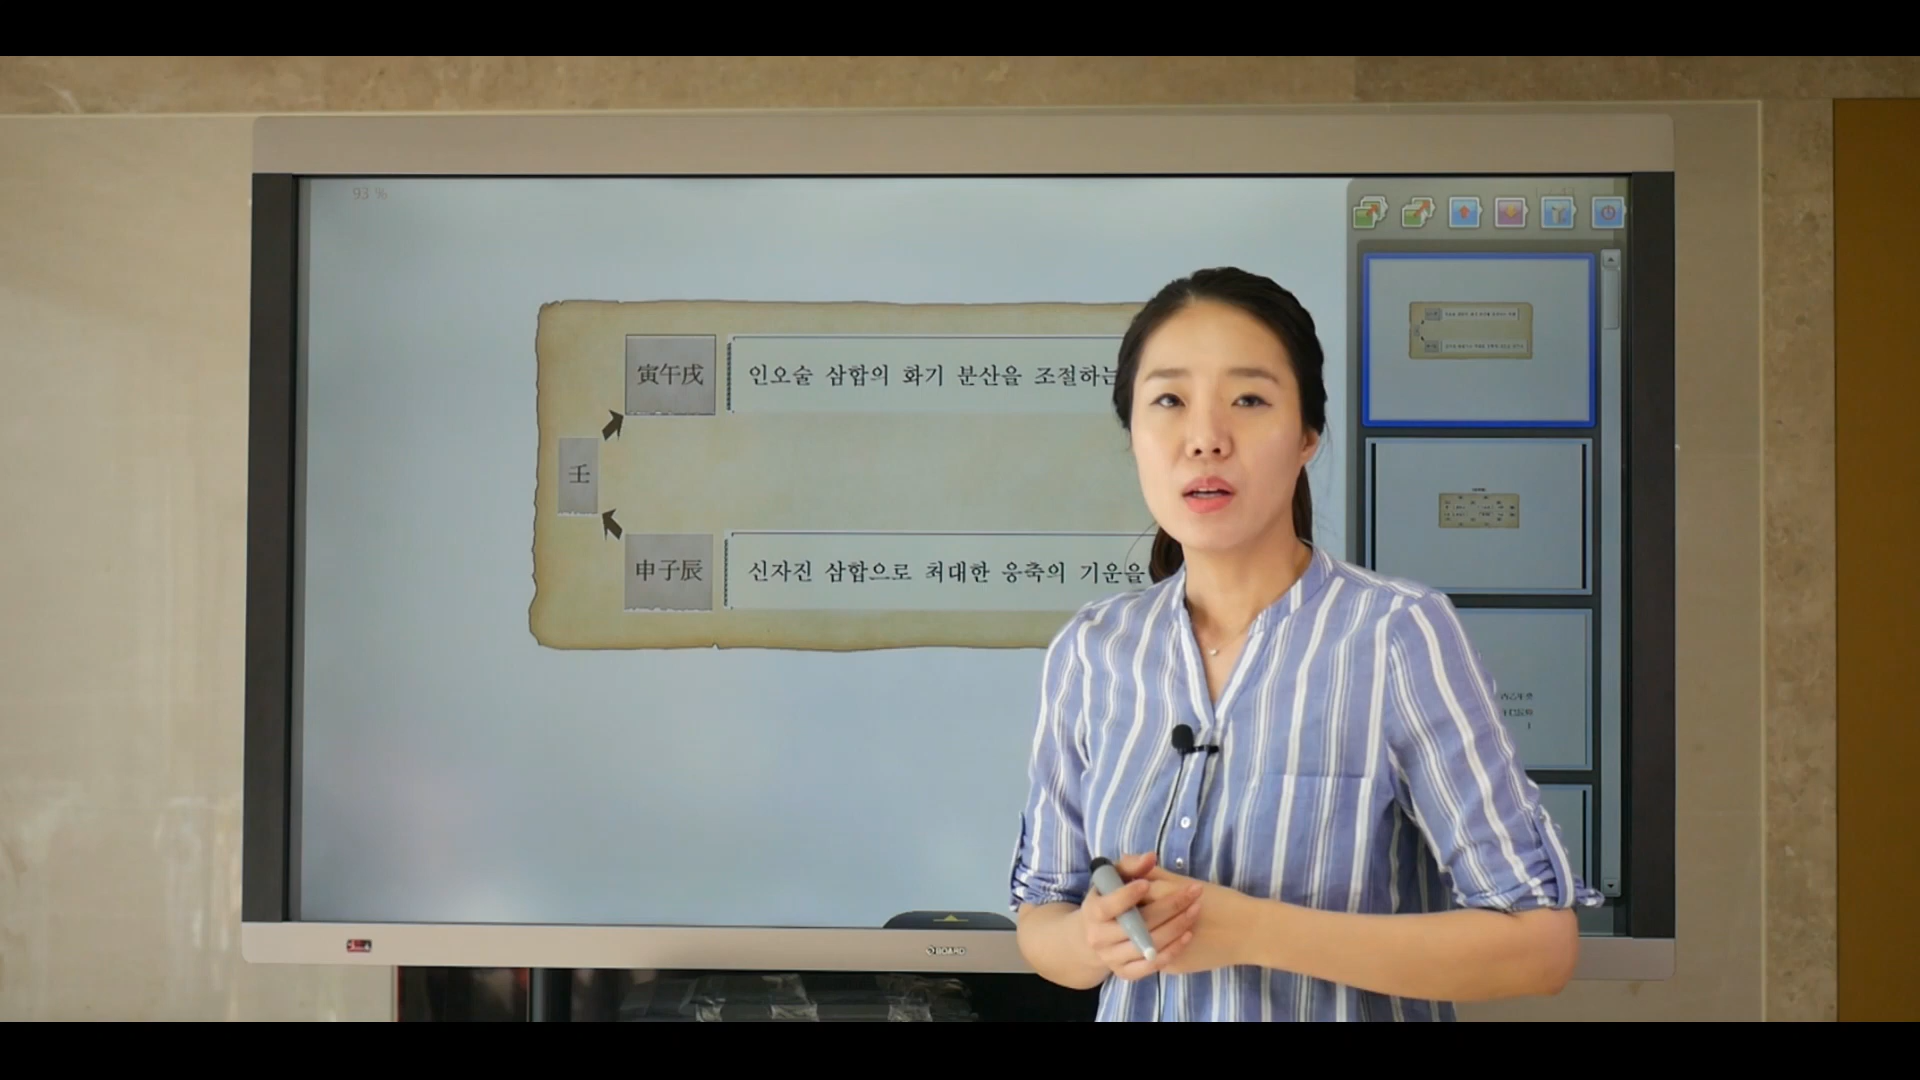 93 %
寅午戌
인오술 삼합의 화기 분산을 조절하는
壬
申子辰
신자진 삼합으로 최대한 응축의 기운을
BOARD